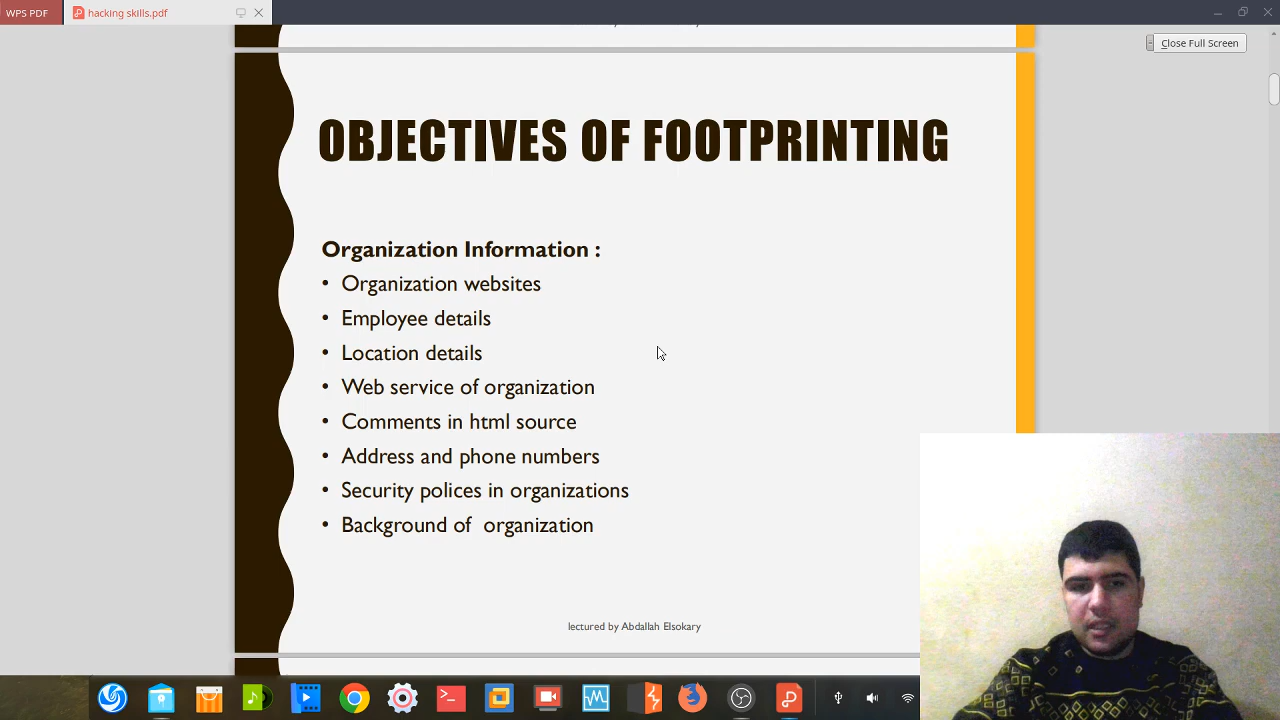 WPS PDF
hacking skills.pdf
Close Full Screen
OBJECTIVES OF FOOTPRINTING
Organization Information :
• Organization websites
• Employee details
• Location details
• Web service of organization
• Comments in html source
• Address and phone numbers
• Security polices in organizations
• Background of organization
lectured by Abdallah Elsokary